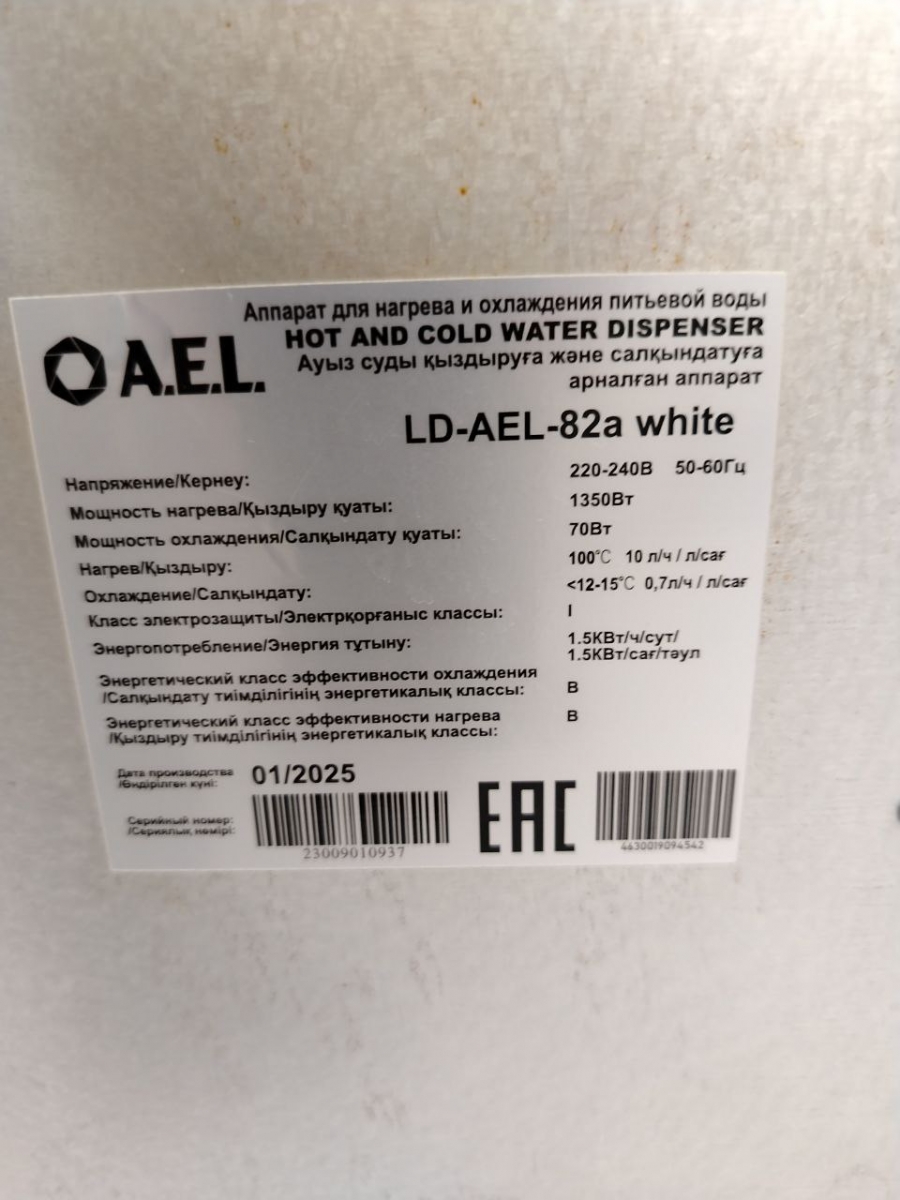 Аппарат для нагрева и охлаждения питьевой воды
HOT AND COLD WATER DISPENSER
Ауыз суды қыздыруға және салқындатуға
арналған аппарат
A.E.L.
LD-AEL-82a white
Напряжение/Кернеу: 220-240В 50-60Гц
Мощность нагрева/Қыздыру қуаты: 1350Вт
Мощность охлаждения/Салқындату қуаты: 70Вт
Нагрев/Қыздыру: 100°C 10 л/ч / л/сағ
Охлаждение/Салқындату: <12-15°C 0,7л/ч / л/сағ
Класс электрозащиты/Электрқорғаныс классы: I
Энергопотребление/Энергия тұтыну: 1.5КВт/ч/сут/
1.5КВт/сағ/тәул
Энергетический класс эффективности охлаждения
/Салқындату тиімділігінің энергетикалық классы: B
Энергетический класс эффективности нагрева
/Қыздыру тиімділігінің энергетикалық классы: B
Дата производства
/Өндірілген күні: 01/2025
Серийный номер:
/Сериялық нөмірі:
23009010937
EAC
4630019094542